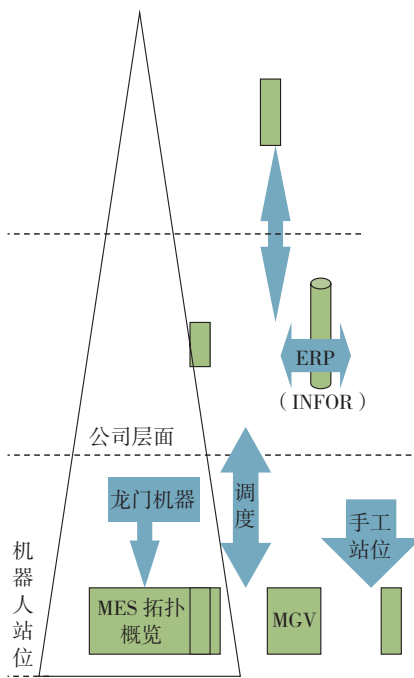 ERP
（INFOR）
公司层面
龙门机器
调度
手工
站位
机器人站位
MES 拓扑
概览
MGV